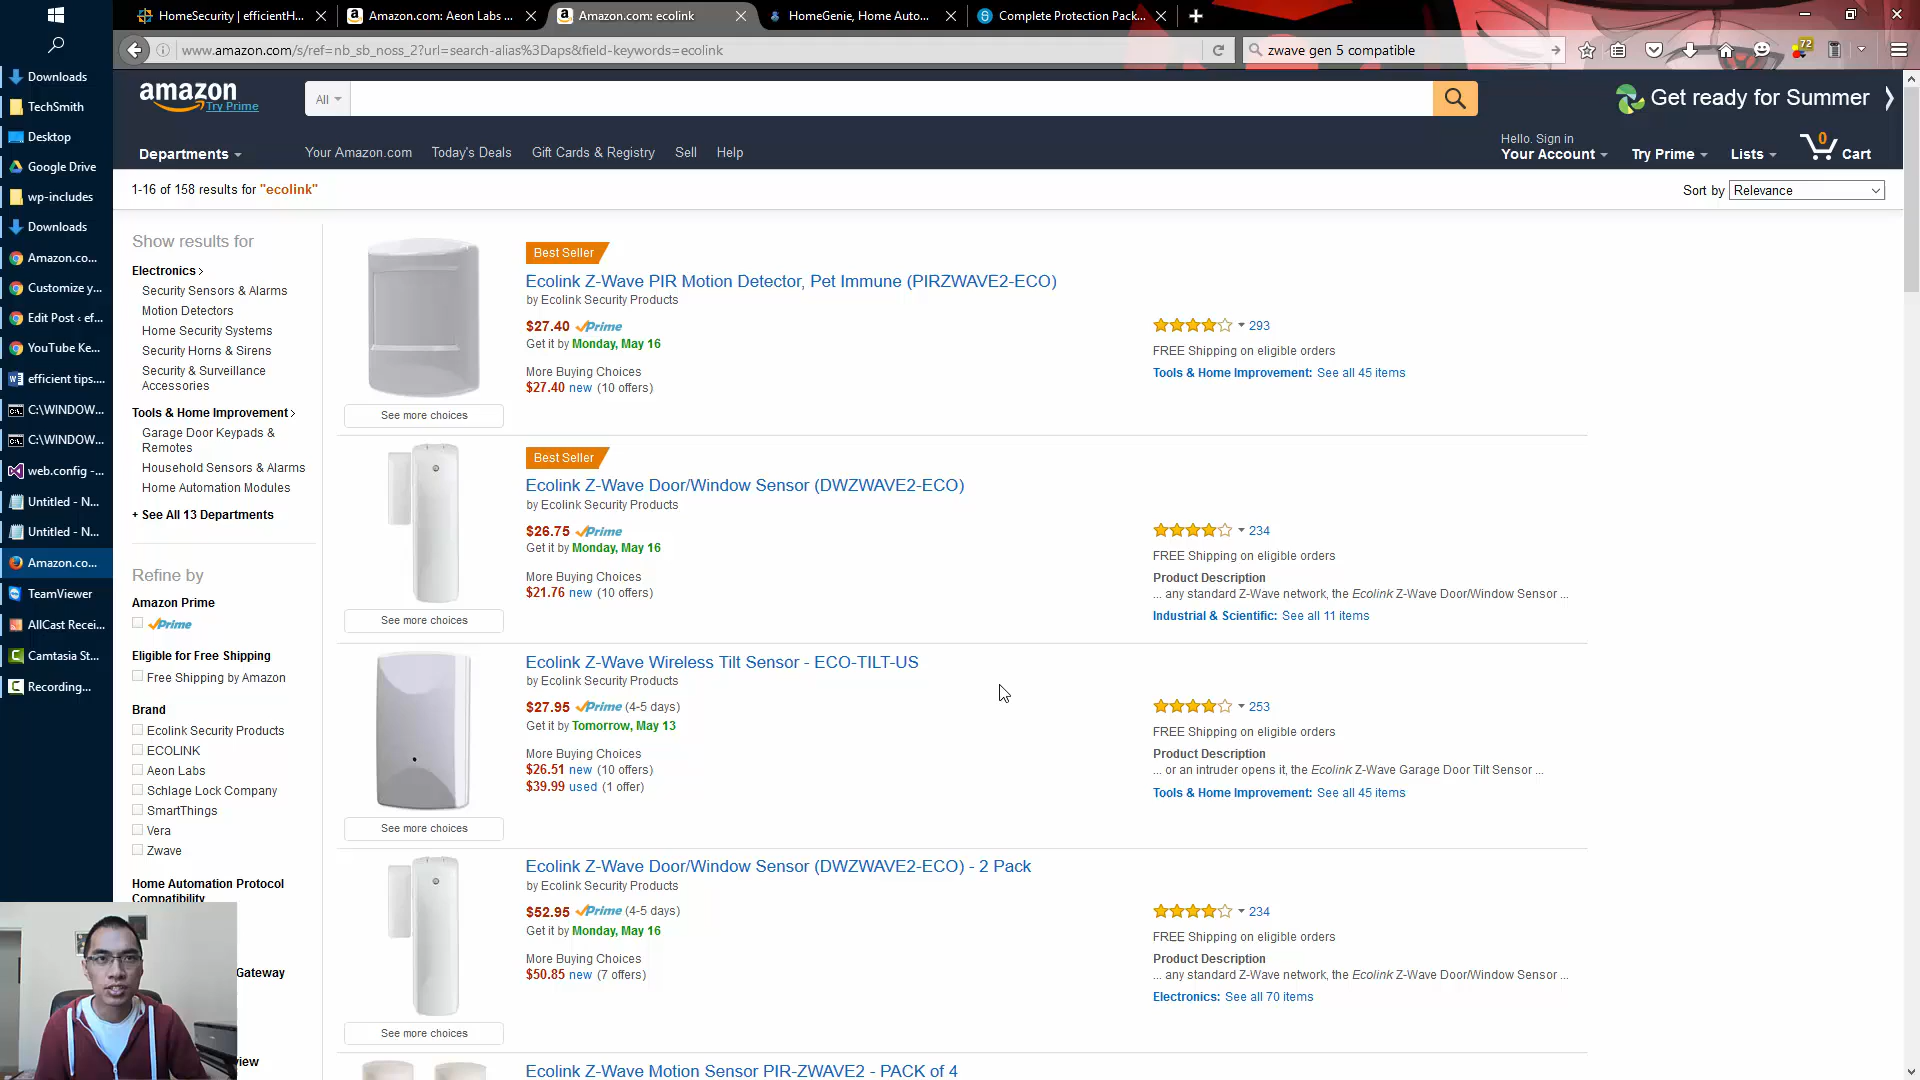 HomeSecurity | efficientH...
Amazon.com: Aeon Labs ...
Amazon.com: ecolink
HomeGenie, Home Auto...
Complete Protection Pack...
www.amazon.com/s/ref=nb_sb_noss_2?url=search-alias%3Daps&field-keywords=ecolink
zwave gen 5 compatible
72
Downloads
TechSmith
Desktop
Google Drive
wp-includes
Downloads
Amazon.co...
Customize y...
Edit Post ‹ ef...
YouTube Ke...
efficient tips....
C:\WINDOW...
C:\WINDOW...
web.config -...
Untitled - N...
Untitled - N...
Amazon.co...
TeamViewer
AllCast Recei...
Camtasia St...
Recording...
amazon
Try Prime
All
Get ready for Summer
Departments
Your Amazon.com
Today's Deals
Gift Cards & Registry
Sell
Help
Hello. Sign in
Your Account
Try Prime
Lists
0
Cart
1-16 of 158 results for "ecolink"
Sort by Relevance
Show results for
Electronics
Security Sensors & Alarms
Motion Detectors
Home Security Systems
Security Horns & Sirens
Security & Surveillance
Accessories
Tools & Home Improvement
Garage Door Keypads &
Remotes
Household Sensors & Alarms
Home Automation Modules
+ See All 13 Departments
Refine by
Amazon Prime
Prime
Eligible for Free Shipping
Free Shipping by Amazon
Brand
Ecolink Security Products
ECOLINK
Aeon Labs
Schlage Lock Company
SmartThings
Vera
Zwave
Home Automation Protocol
Compatibility
Gateway
Best Seller
Ecolink Z-Wave PIR Motion Detector, Pet Immune (PIRZWAVE2-ECO)
by Ecolink Security Products
$27.40 Prime
Get it by Monday, May 16
More Buying Choices
$27.40 new (10 offers)
293
FREE Shipping on eligible orders
Tools & Home Improvement: See all 45 items
See more choices
Best Seller
Ecolink Z-Wave Door/Window Sensor (DWZWAVE2-ECO)
by Ecolink Security Products
$26.75 Prime
Get it by Monday, May 16
More Buying Choices
$21.76 new (10 offers)
234
FREE Shipping on eligible orders
Product Description
... any standard Z-Wave network, the Ecolink Z-Wave Door/Window Sensor ...
Industrial & Scientific: See all 11 items
See more choices
Ecolink Z-Wave Wireless Tilt Sensor - ECO-TILT-US
by Ecolink Security Products
$27.95 Prime (4-5 days)
Get it by Tomorrow, May 13
More Buying Choices
$26.51 new (10 offers)
$39.99 used (1 offer)
253
FREE Shipping on eligible orders
Product Description
... or an intruder opens it, the Ecolink Z-Wave Garage Door Tilt Sensor ...
Tools & Home Improvement: See all 45 items
See more choices
Ecolink Z-Wave Door/Window Sensor (DWZWAVE2-ECO) - 2 Pack
by Ecolink Security Products
$52.95 Prime (4-5 days)
Get it by Monday, May 16
More Buying Choices
$50.85 new (7 offers)
234
FREE Shipping on eligible orders
Product Description
... any standard Z-Wave network, the Ecolink Z-Wave Door/Window Sensor ...
Electronics: See all 70 items
See more choices
Ecolink Z-Wave Motion Sensor PIR-ZWAVE2 - PACK of 4